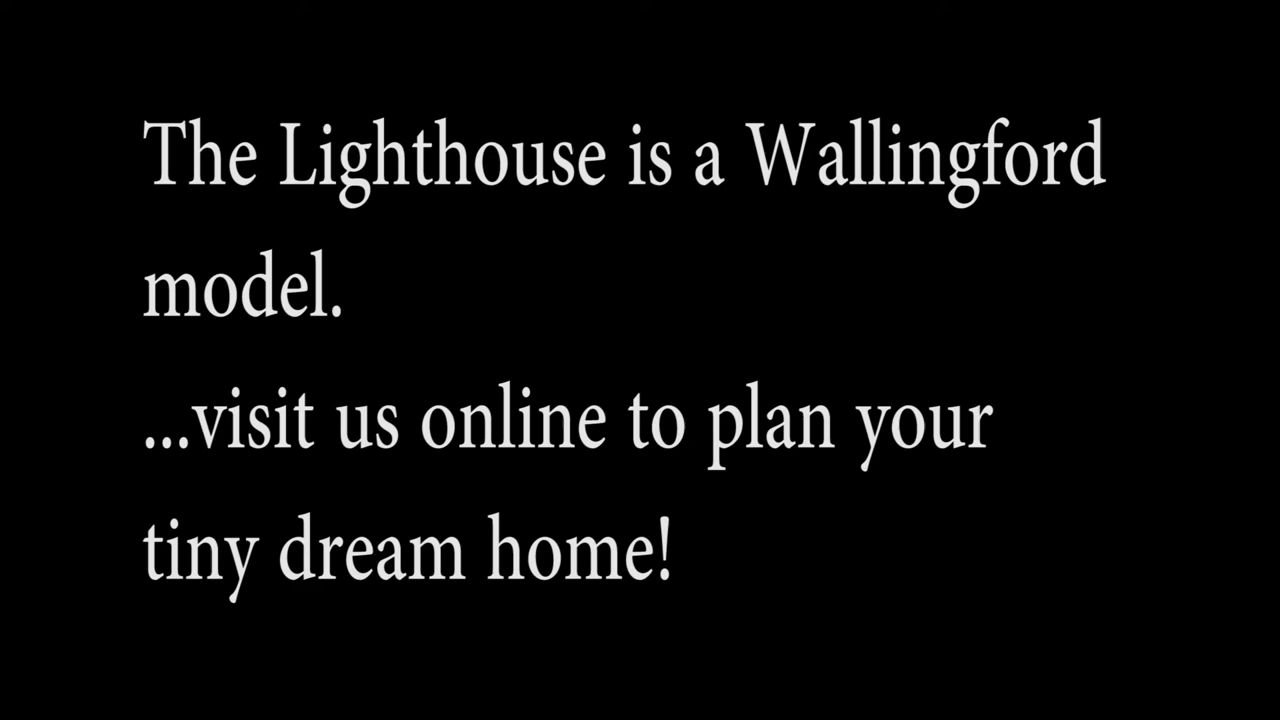 The Lighthouse is a Wallingford
model.
...visit us online to plan your
tiny dream home!